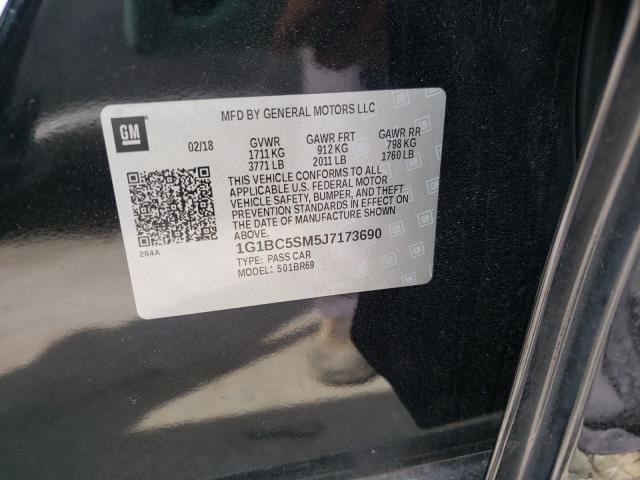 MFD BY GENERAL MOTORS LLC
GM
02/18 GVWR GAWR FRT GAWR RR
1711 KG 912 KG 798 KG
3771 LB 2011 LB 1760 LB
THIS VEHICLE CONFORMS TO ALL
APPLICABLE U.S. FEDERAL MOTOR
VEHICLE SAFETY, BUMPER, AND THEFT
PREVENTION STANDARDS IN EFFECT ON
THE DATE OF MANUFACTURE SHOWN
ABOVE.
1G1BC5SM5J7173690
284A
TYPE: PASS CAR
MODEL: 501BR69